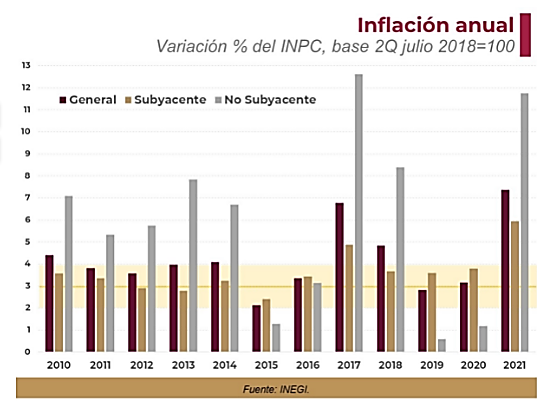 Inflación anual
Variación % del INPC, base 2Q julio 2018=100
13
12
11
10
9
8
7
6
5
4
3
2
1
0
General Subyacente No Subyacente
2010 2011 2012 2013 2014 2015 2016 2017 2018 2019 2020 2021
Fuente: INEGI.